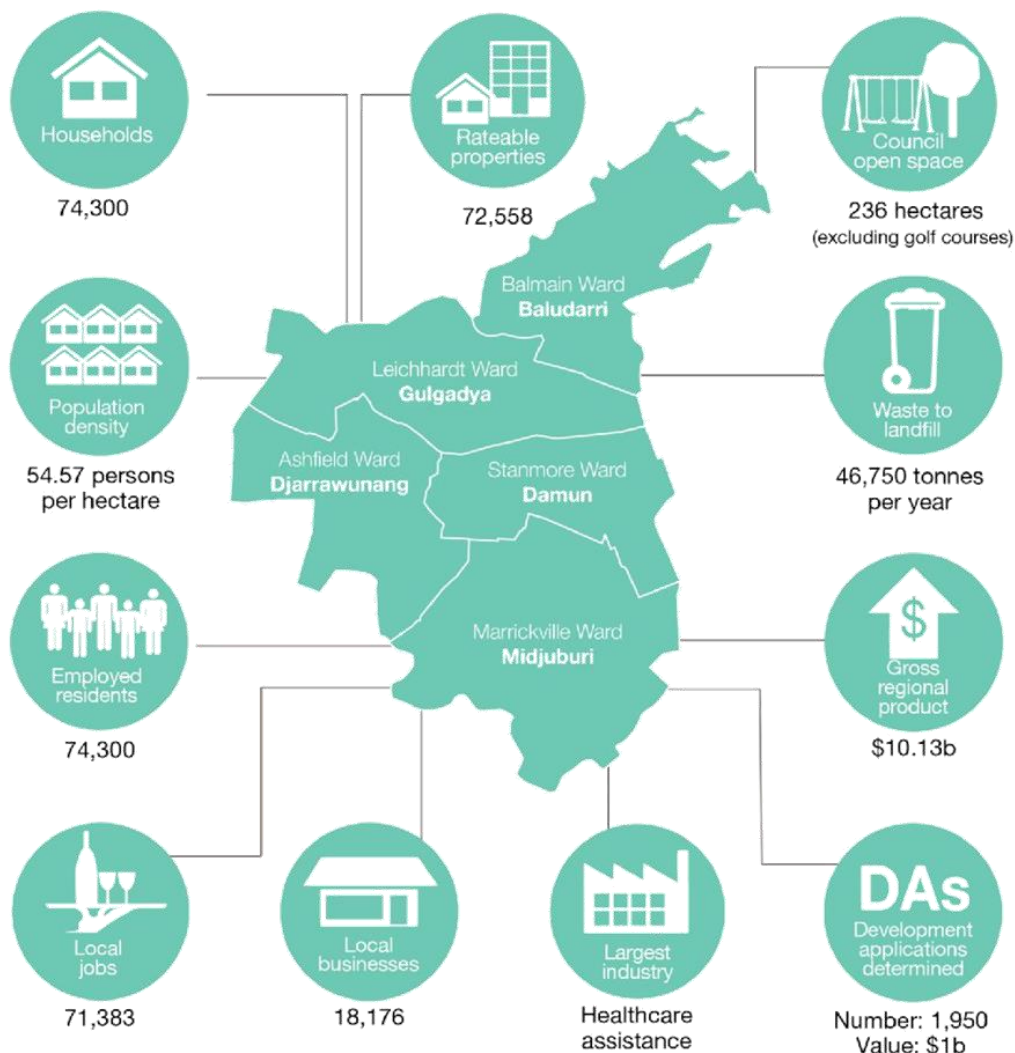 Households
74,300
Rateable
properties
72,558
Council
open space
236 hectares
(excluding golf courses)
Balmain Ward
Baludarri
Leichhardt Ward
Gulgadya
Ashfield Ward
Djarrawunang
Stanmore Ward
Damun
Marrickville Ward
Midjuburi
Population
density
54.57 persons
per hectare
Waste to
landfill
46,750 tonnes
per year
Employed
residents
74,300
$
Gross
regional
product
$10.13b
Local
jobs
71,383
Local
businesses
18,176
Largest
industry
Healthcare
assistance
DAs
Development
applications
determined
Number: 1,950
Value: $1b